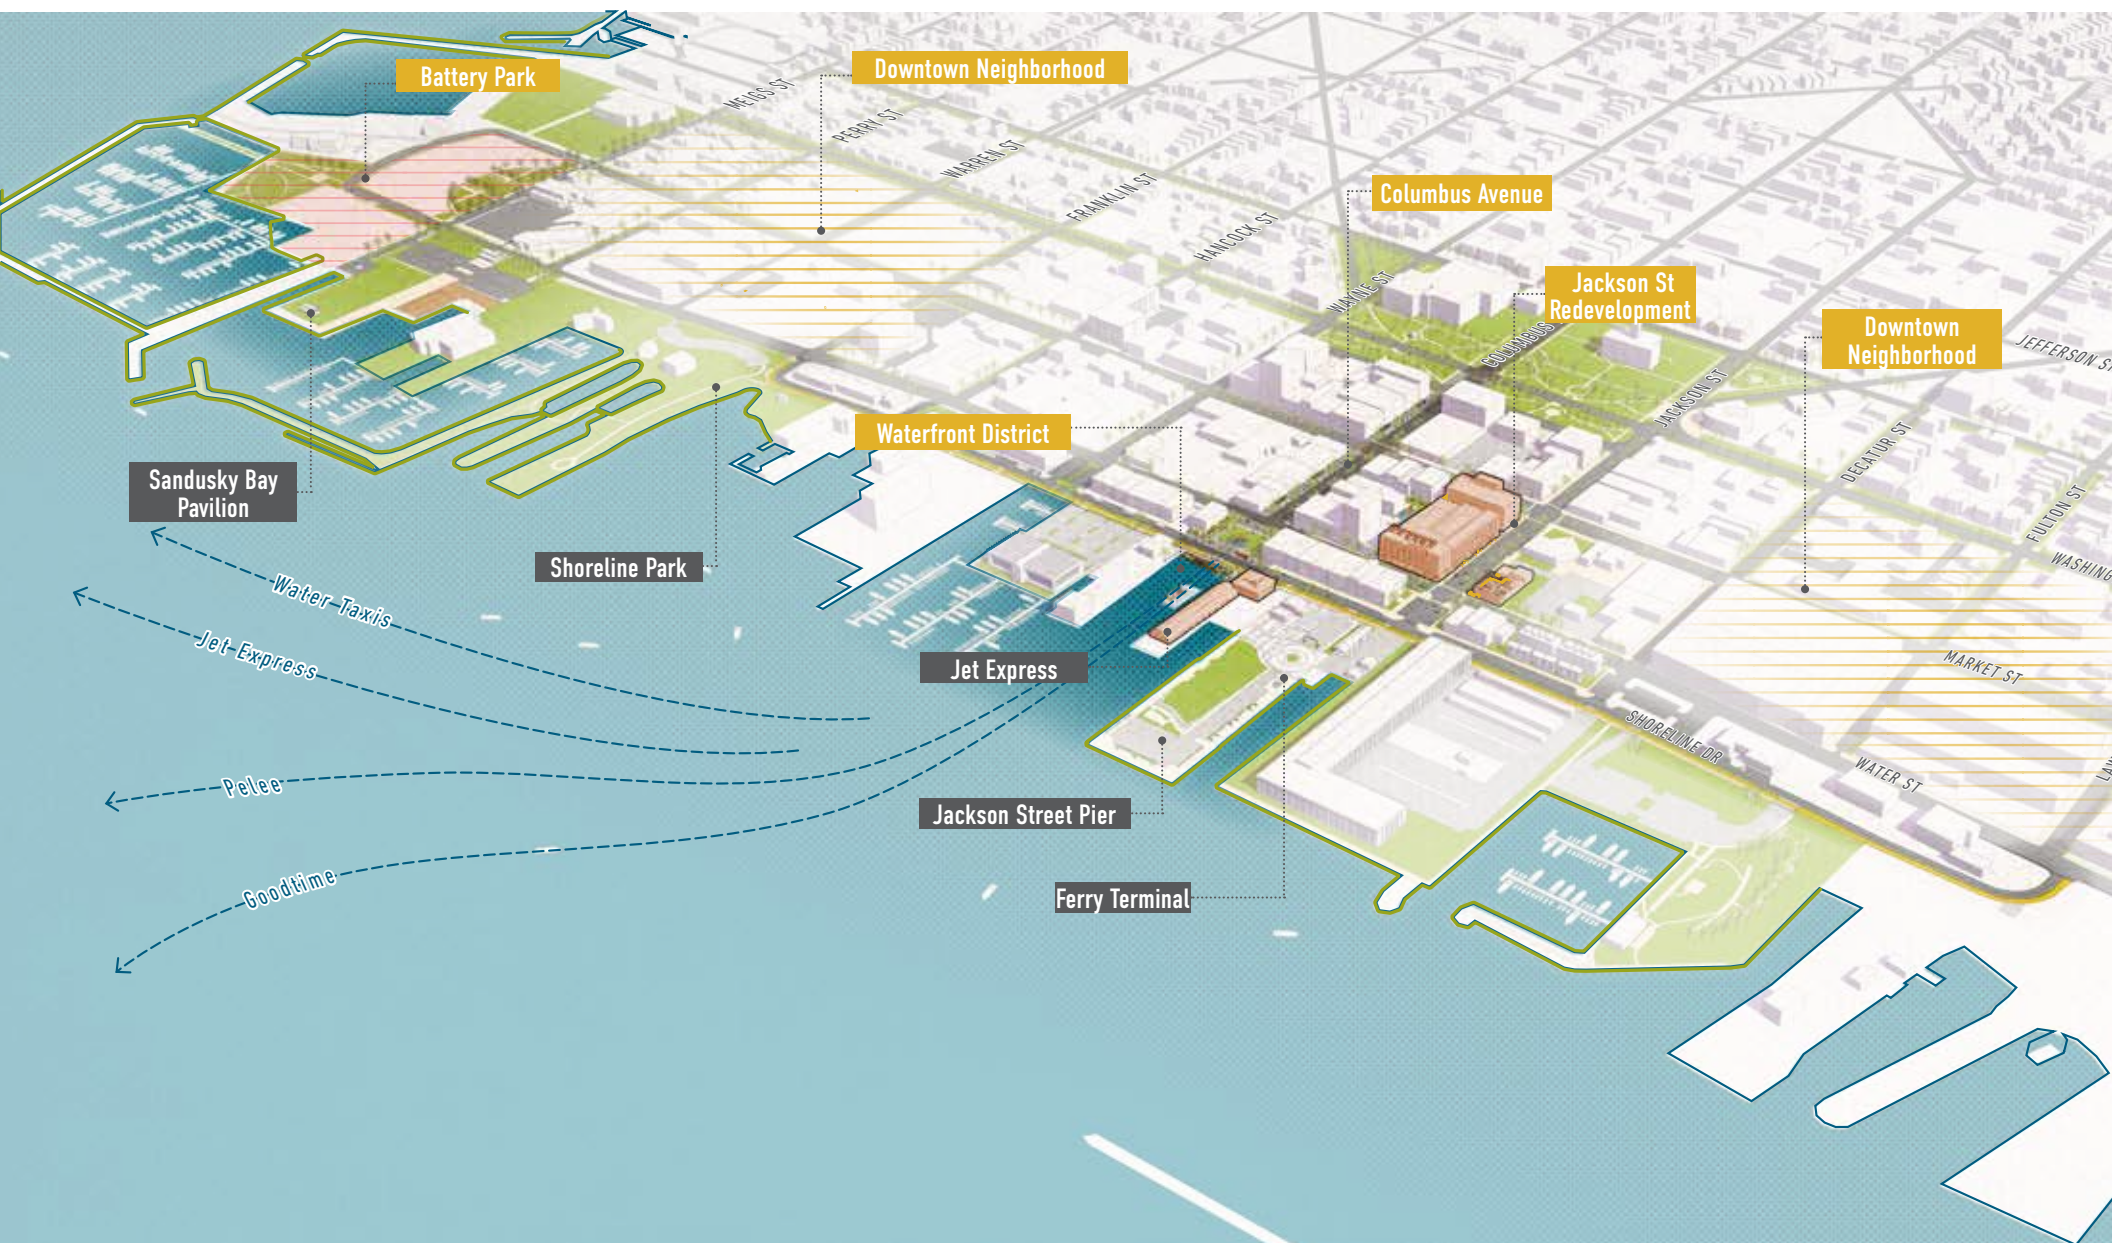 Battery Park
Downtown Neighborhood
MEIGS ST
PERRY ST
WARREN ST
FRANKLIN ST
HANCOCK ST
Columbus Avenue
WAYNE ST
Jackson St
Redevelopment
COLUMBUS
Downtown
Neighborhood
JEFFERSON ST
JACKSON ST
DECATUR ST
FULTON ST
WASHING
Waterfront District
Sandusky Bay
Pavilion
Shoreline Park
Water Taxis
Jet Express
Jet Express
MARKET ST
SHORELINE DR
WATER ST
LAW
Pelee
Jackson Street Pier
Goodtime
Ferry Terminal